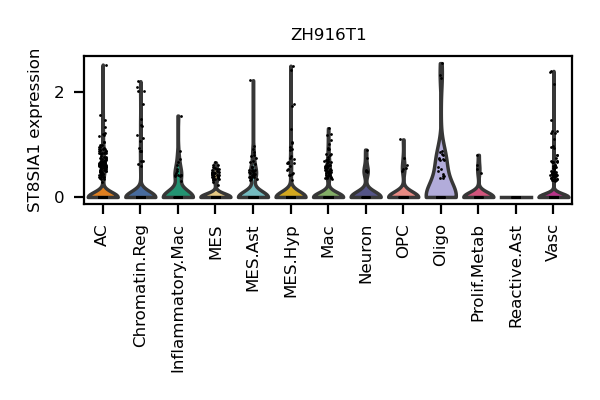 ZH916T1
ST8SIA1 expression
2
0
AC
Chromatin.Reg
Inflammatory.Mac
MES
MES.Ast
MES.Hyp
Mac
Neuron
OPC
Oligo
Prolif.Metab
Reactive.Ast
Vasc